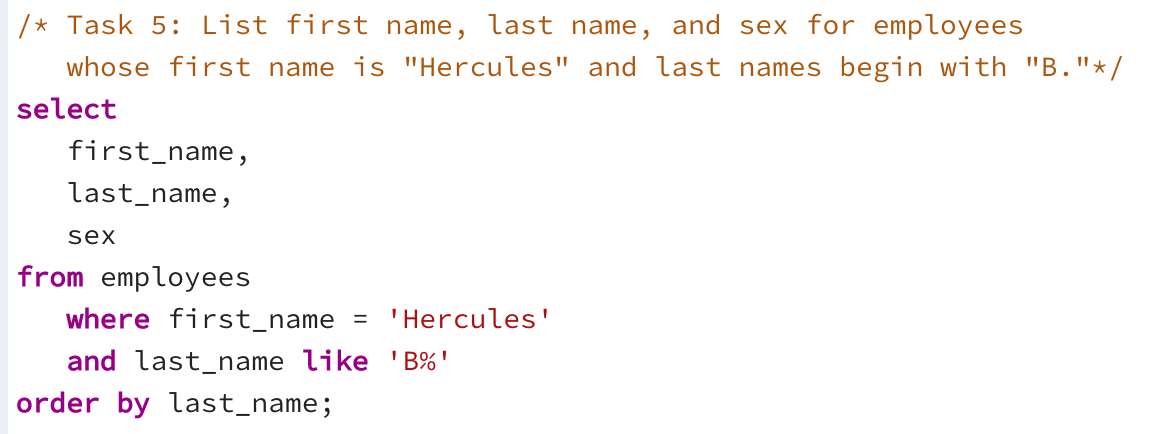 /* Task 5: List first name, last name, and sex for employees
whose first name is "Hercules" and last names begin with "B."*/
select
first_name,
last_name,
sex
from employees
where first_name = 'Hercules'
and last_name like 'B%'
order by last_name;